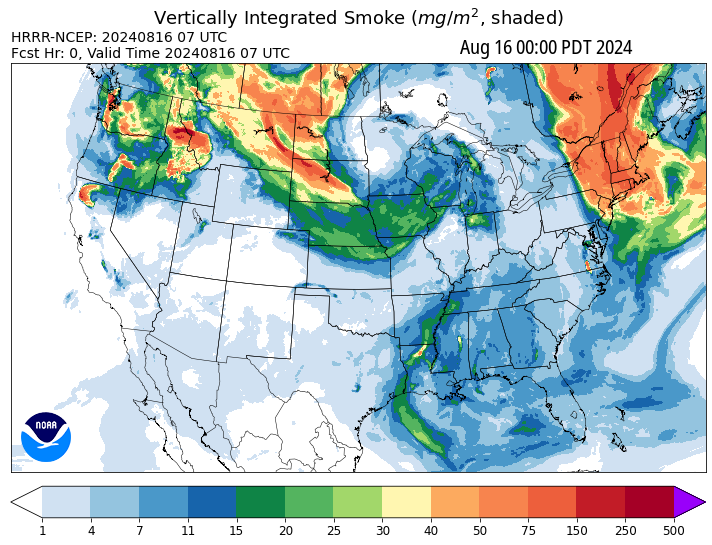 Vertically Integrated Smoke (mg/m², shaded)
HRRR-NCEP: 20240816 07 UTC
Fcst Hr: 0, Valid Time 20240816 07 UTC
Aug 16 00:00 PDT 2024
NOAA
1 4 7 11 15 20 25 30 40 50 75 150 250 500